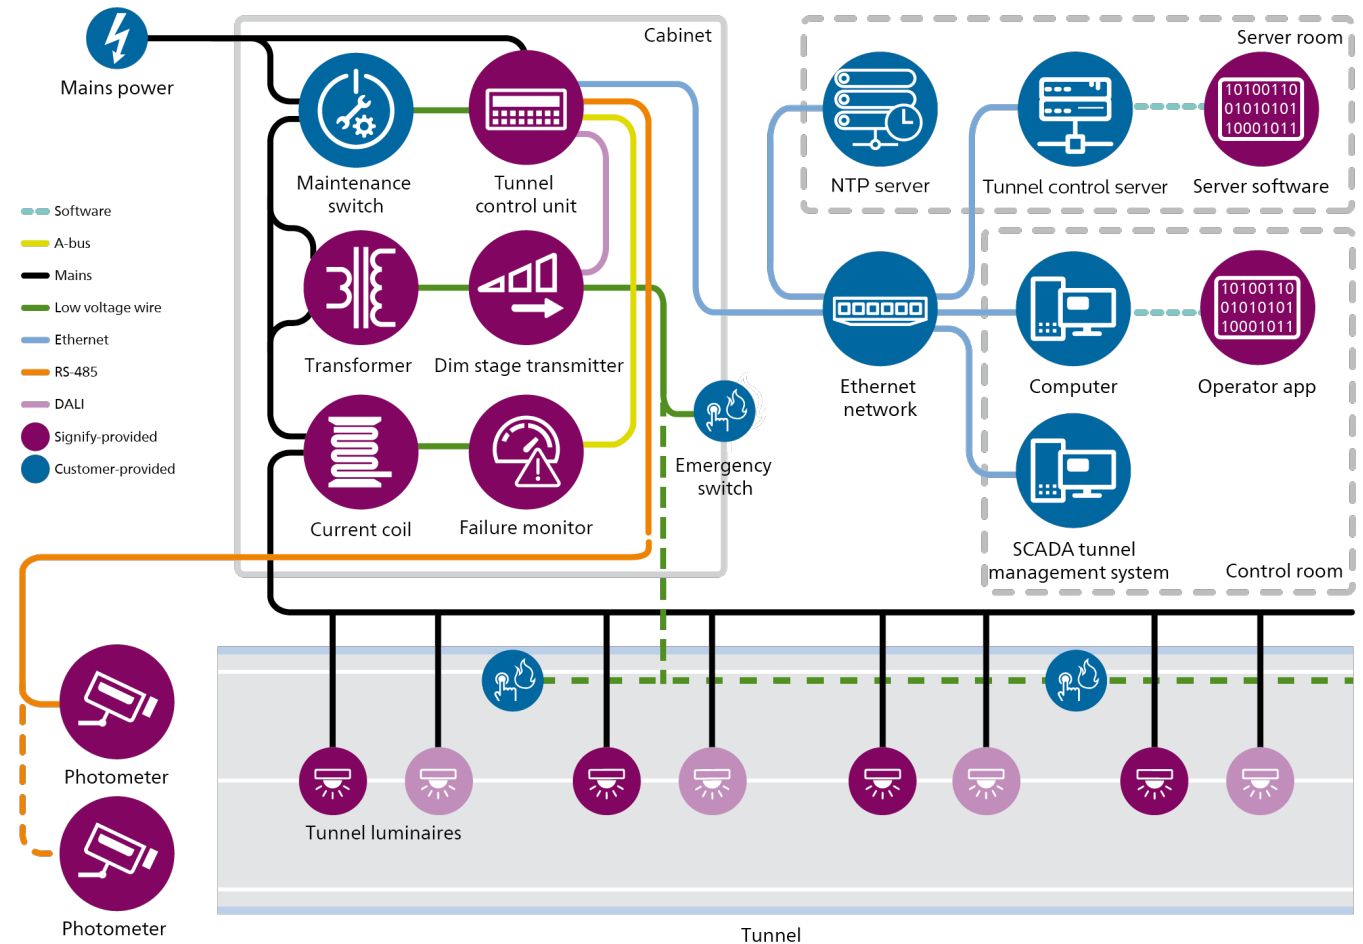 Mains power
Cabinet
Maintenance
switch
Tunnel
control unit
Transformer
Dim stage transmitter
Current coil
Failure monitor
Emergency
switch
Server room
NTP server
Tunnel control server
10100110
01010101
10001011
Server software
Ethernet
network
Computer
10100110
01010101
10001011
Operator app
SCADA tunnel
management system
Control room
Software
A-bus
Mains
Low voltage wire
Ethernet
RS-485
DALI
Signify-provided
Customer-provided
Photometer
Photometer
Tunnel luminaires
Tunnel